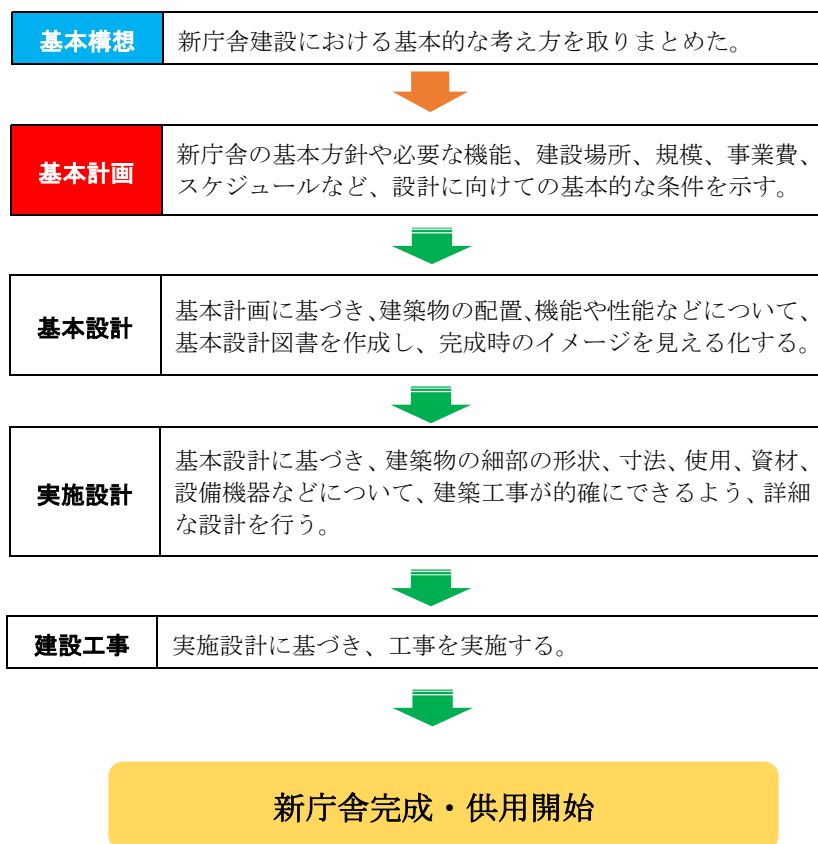 基本構想
新庁舎建設における基本的な考え方を取りまとめた。
基本計画
新庁舎の基本方針や必要な機能、建設場所、規模、事業費、
スケジュールなど、設計に向けての基本的な条件を示す。
基本設計
基本計画に基づき、建築物の配置、機能や性能などについて、
基本設計図書を作成し、完成時のイメージを見える化する。
実施設計
基本設計に基づき、建築物の細部の形状、寸法、使用、資材、
設備機器などについて、建築工事が的確にできるよう、詳細
な設計を行う。
建設工事
実施設計に基づき、工事を実施する。
新庁舎完成・供用開始